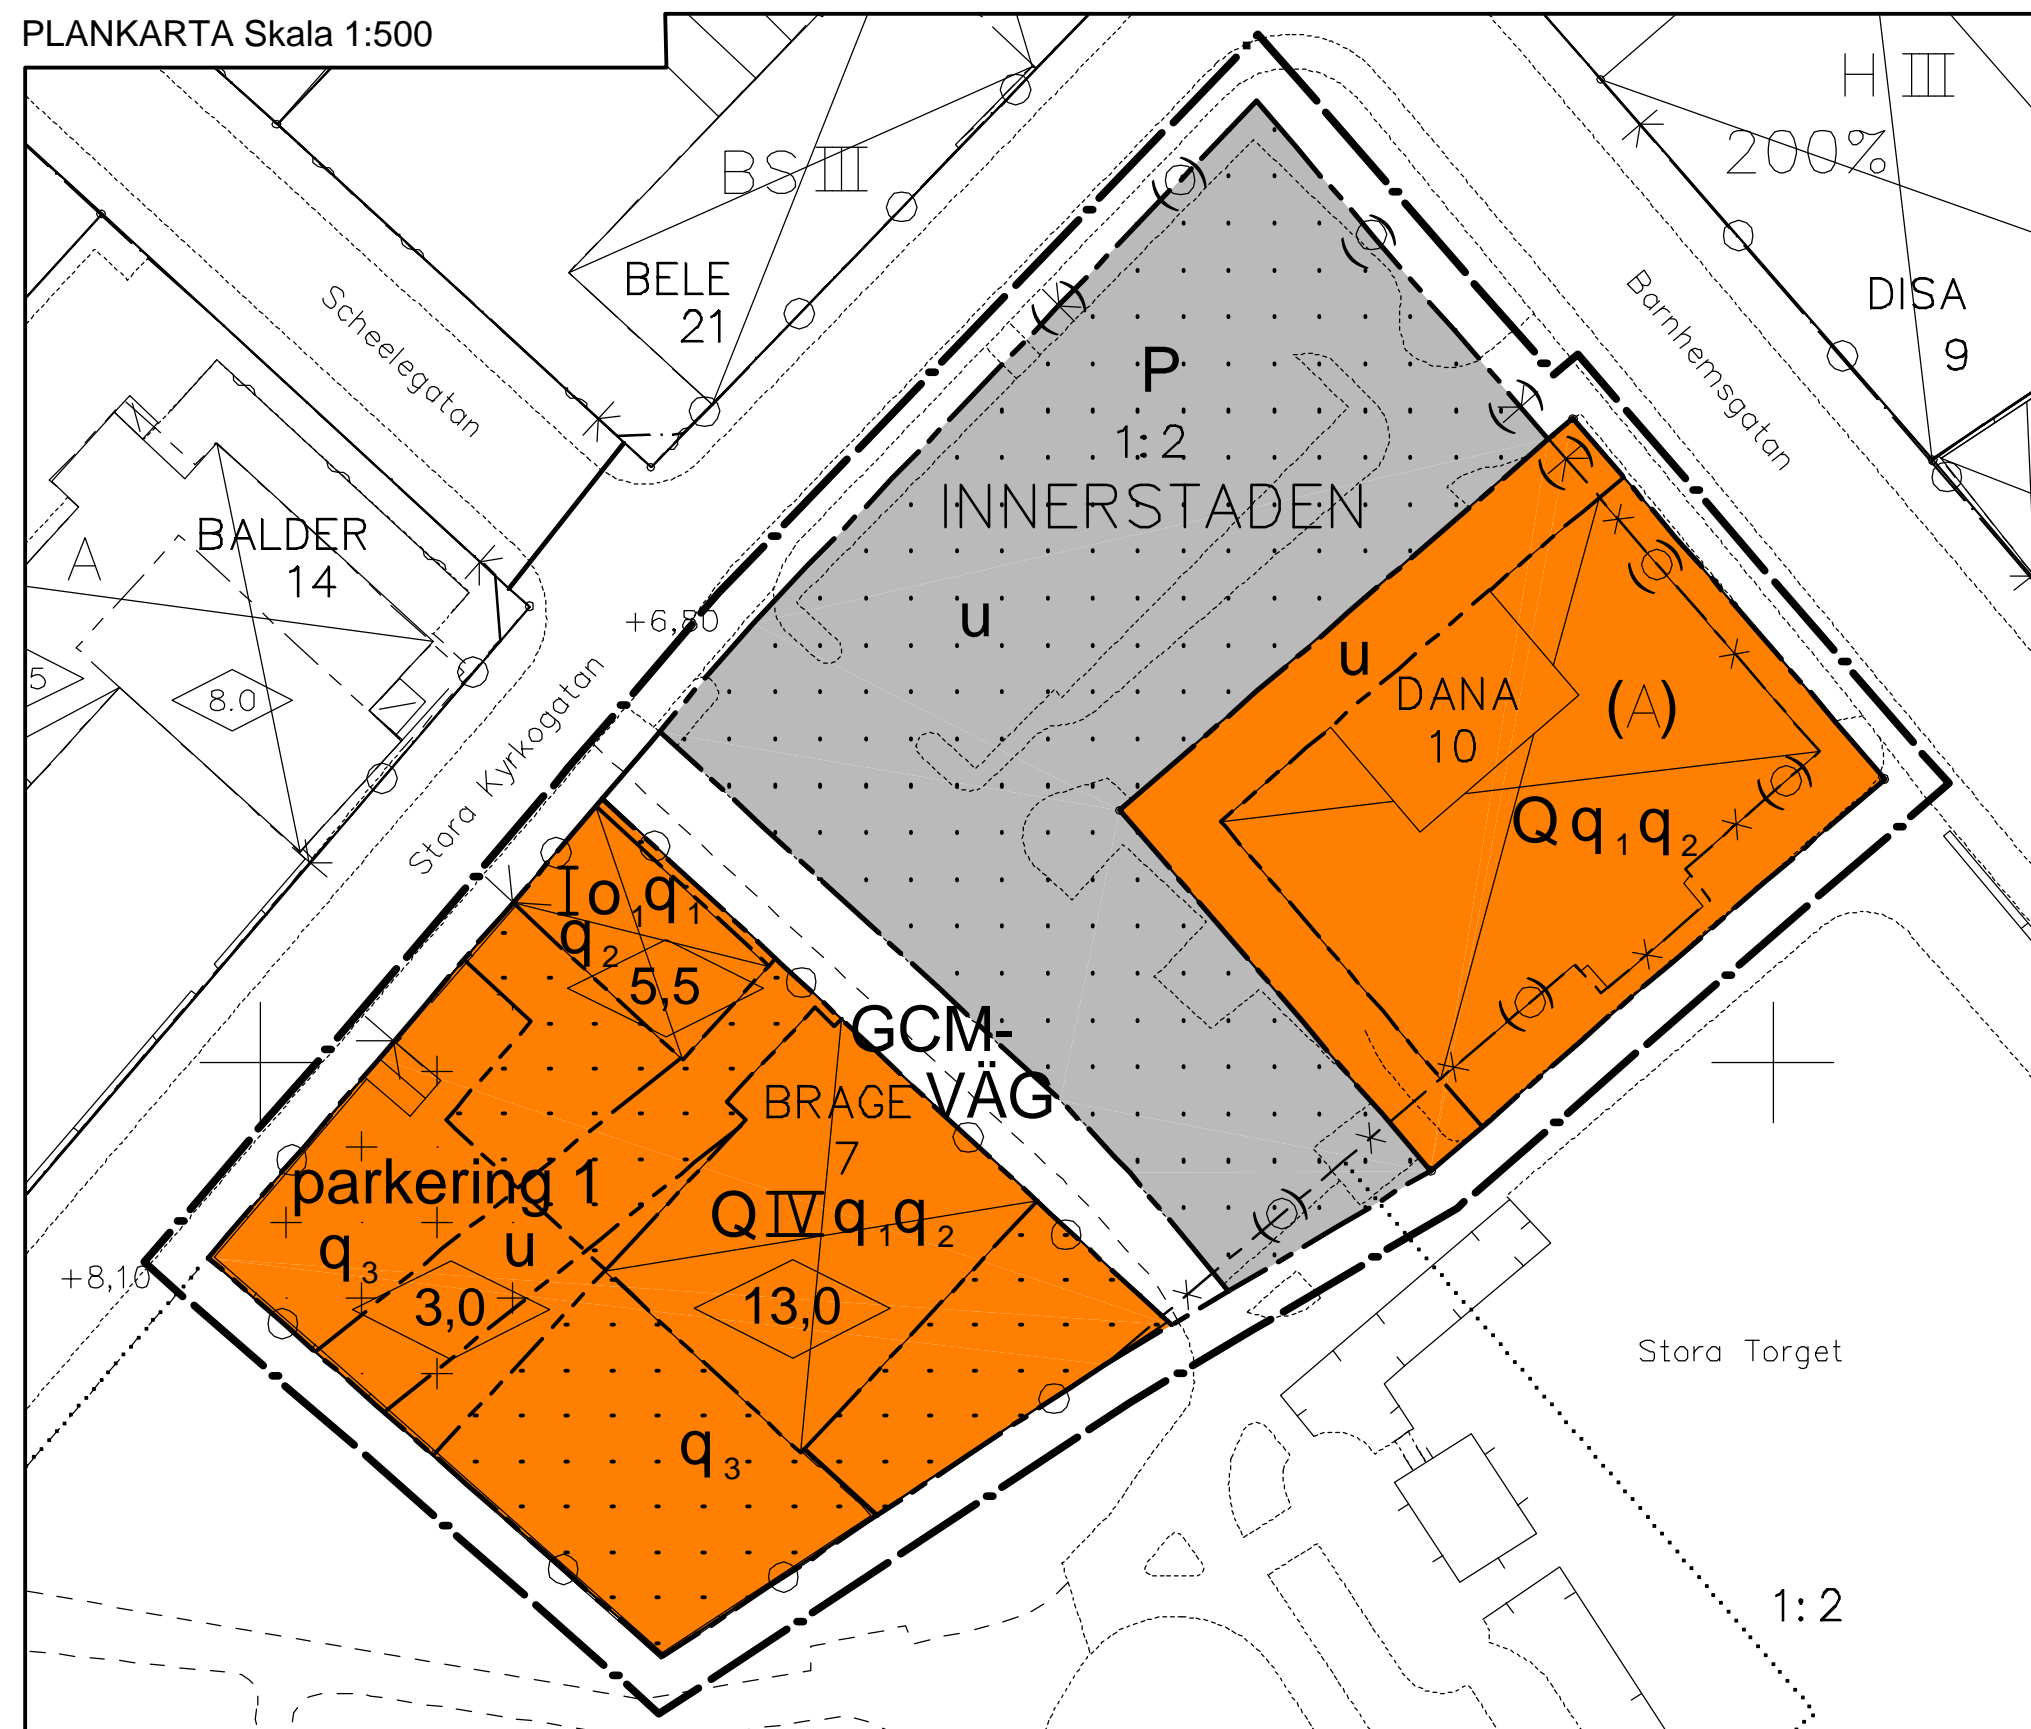 PLANKARTA Skala 1:500
H III
200%
BS III
BELE
21
DISA
9
Scheelegatan
Barnhemsgatan
P
1:2
INNERSTADEN
BALDER
14
A
+6,80
u
u
8.0
5
DANA
10
(A)
Stora Kyrkogatan
Q q1 q2
I o1 q1
q2
5,5
GCM-
VÄG
BRAGE
7
parkering 1
Q IV q1 q2
q3
u
+8,10
3,0
13,0
Stora Torget
q3
1:2